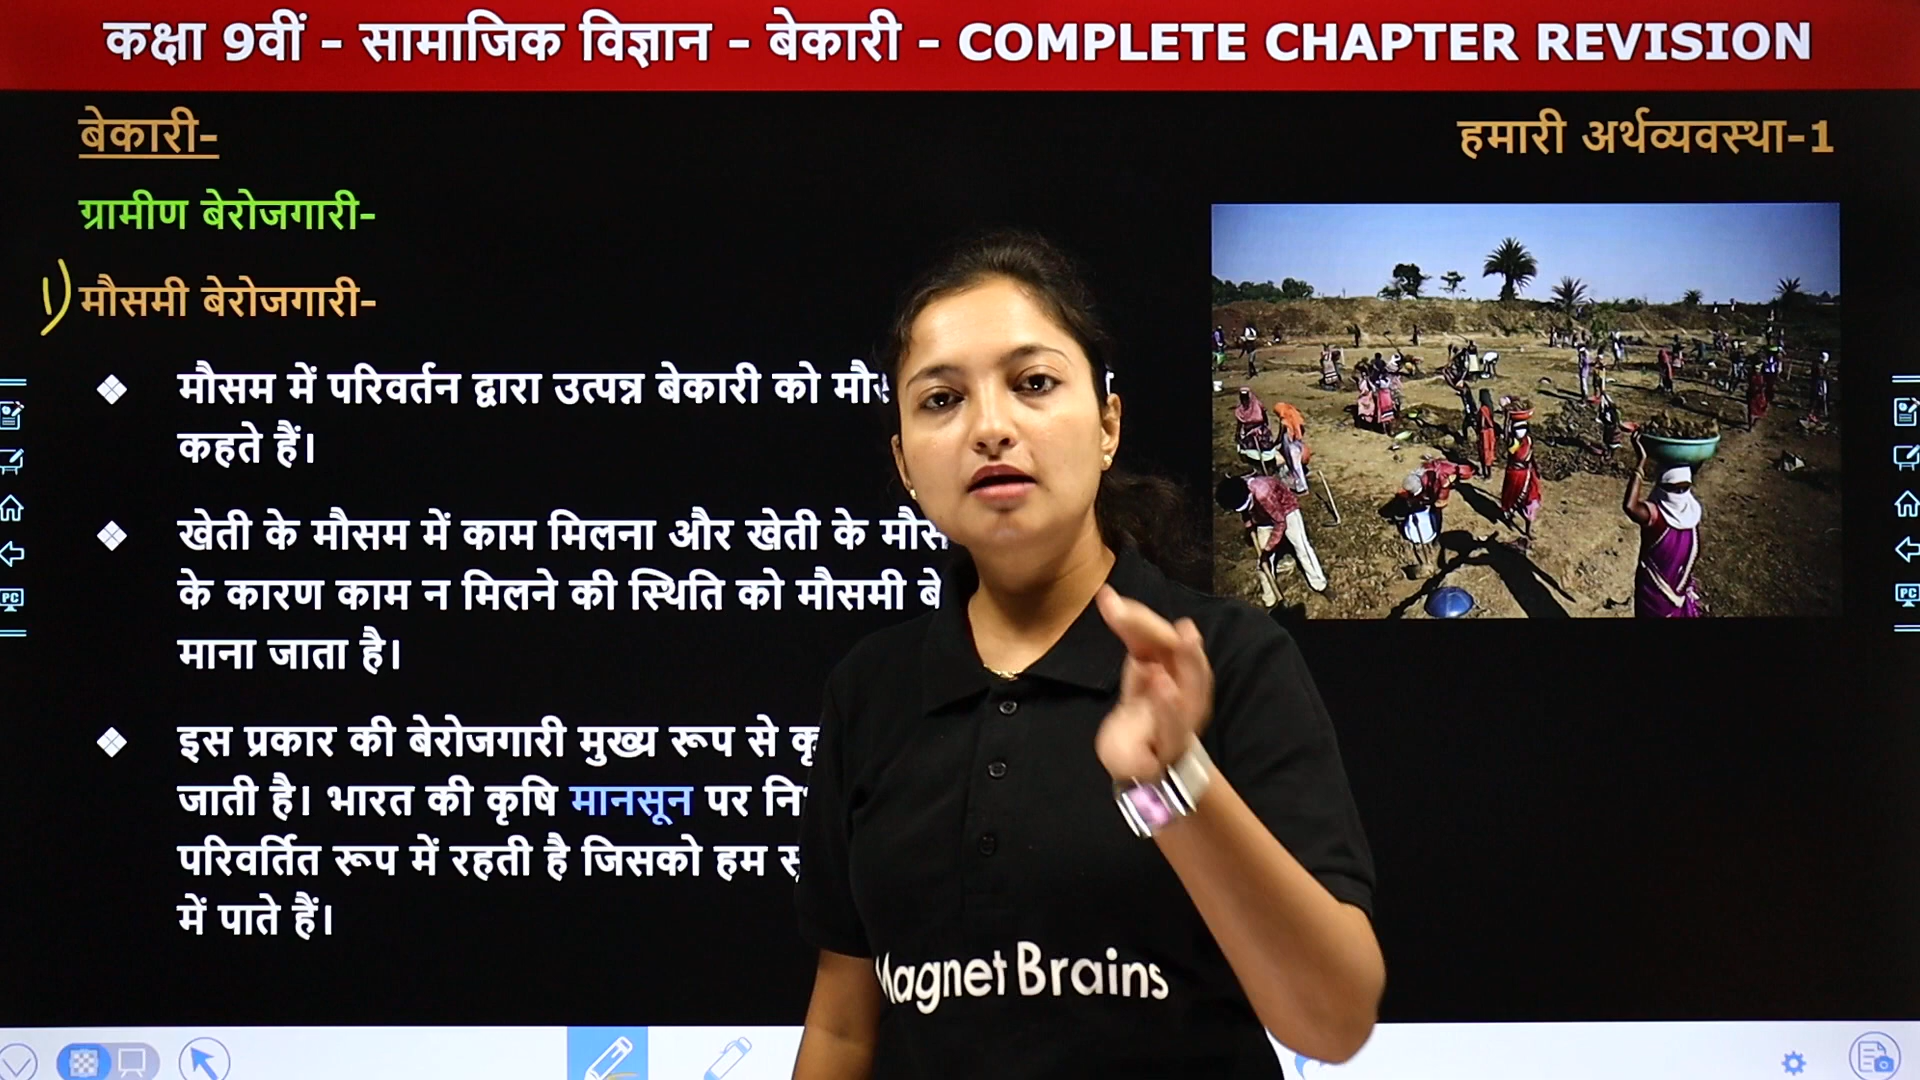 कक्षा 9वीं - सामाजिक विज्ञान - बेकारी - COMPLETE CHAPTER REVISION
बेकारी-
हमारी अर्थव्यवस्था-1
ग्रामीण बेरोजगारी-
1) मौसमी बेरोजगारी-
❖ मौसम में परिवर्तन द्वारा उत्पन्न बेकारी को
कहते हैं।
❖ खेती के मौसम में काम मिलना और खेती के
के कारण काम न मिलने की स्थिति को मौसमी
माना जाता है।
❖ इस प्रकार की बेरोजगारी मुख्य रूप से
जाती है। भारत की कृषि मानसून पर
परिवर्तित रूप में रहती है जिसको हम
में पाते हैं।
Magnet Brains
PC
PC